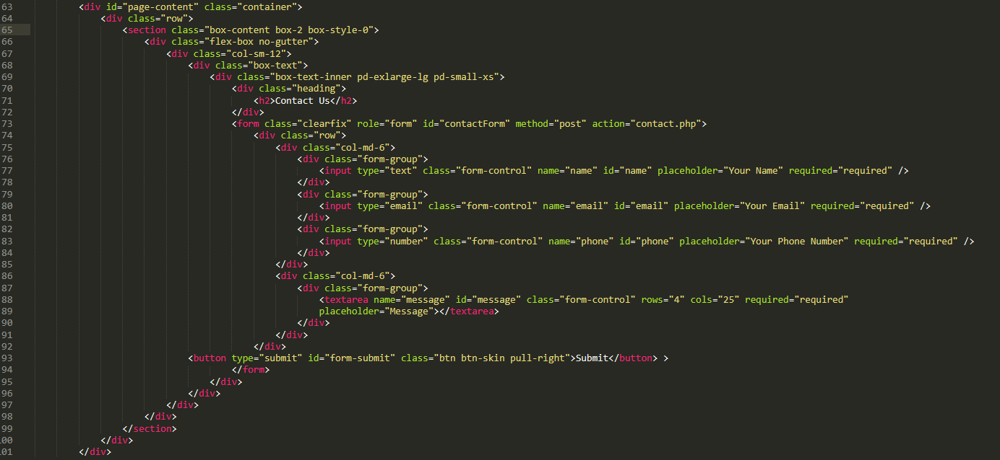 63 <div id="page-content" class="container">
64 <div class="row">
65 <section class="box-content box-2 box-style-0">
66 <div class="flex-box no-gutter">
67 <div class="col-sm-12">
68 <div class="box-text">
69 <div class="box-text-inner pd-exlarge-lg pd-small-xs">
70 <div class="heading">
71 <h2>Contact Us</h2>
72 </div>
73 <form class="clearfix" role="form" id="contactForm" method="post" action="contact.php">
74 <div class="row">
75 <div class="col-md-6">
76 <div class="form-group">
77 <input type="text" class="form-control" name="name" id="name" placeholder="Your Name" required="required" />
78 </div>
79 <div class="form-group">
80 <input type="email" class="form-control" name="email" id="email" placeholder="Your Email" required="required" />
81 </div>
82 <div class="form-group">
83 <input type="number" class="form-control" name="phone" id="phone" placeholder="Your Phone Number" required="required" />
84 </div>
85 </div>
86 <div class="col-md-6">
87 <div class="form-group">
88 <textarea name="message" id="message" class="form-control" rows="4" cols="25" required="required"
89 placeholder="Message"></textarea>
90 </div>
91 </div>
92 </div>
93 <button type="submit" id="form-submit" class="btn btn-skin pull-right">Submit</button> >
94 </form>
95 </div>
96 </div>
97 </div>
98 </div>
99 </section>
100 </div>
101 </div>